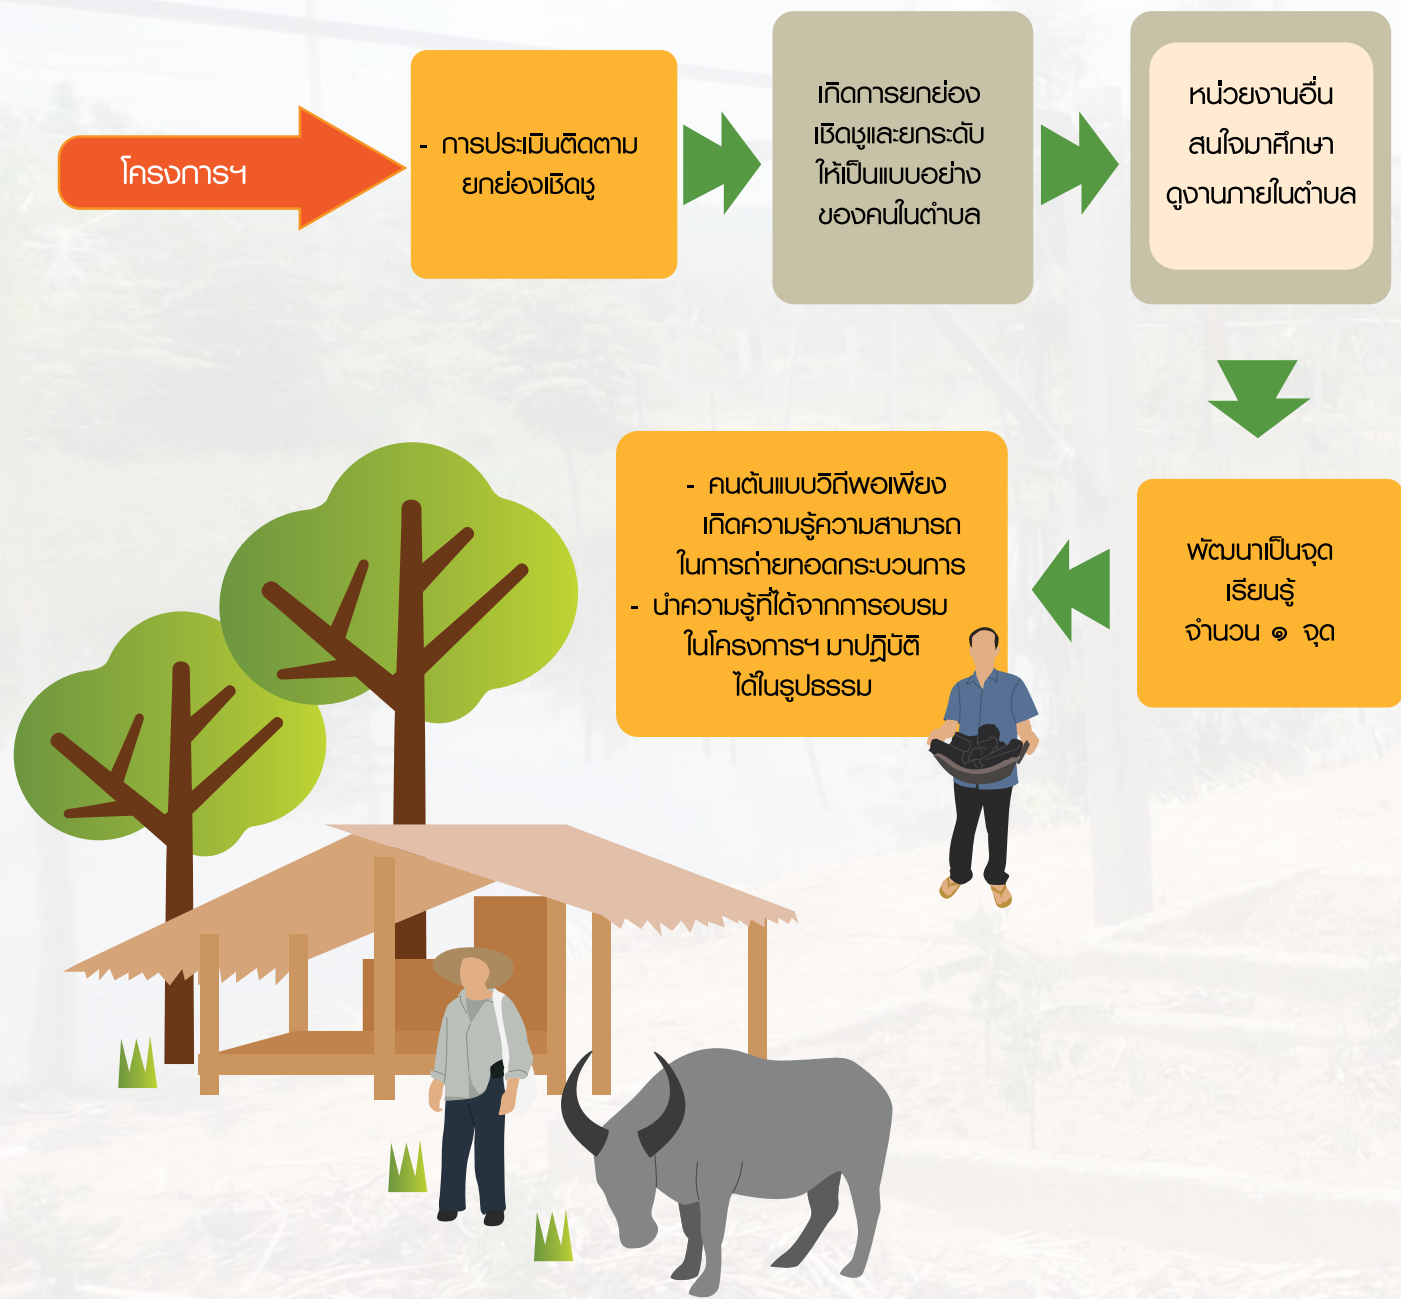 โครงการฯ
- การประเมินติดตาม
ยกย่องเชิดชู
เกิดการยกย่อง
เชิดชูและยกระดับ
ให้เป็นแบบอย่าง
ของคนในตำบล
หน่วยงานอื่น
สนใจมาศึกษา
ดูงานภายในตำบล
พัฒนาเป็นจุด
เรียนรู้
จำนวน ๑ จุด
- คนต้นแบบวิถีพอเพียง
เกิดความรู้ความสามารถ
ในการถ่ายทอดกระบวนการ
- นำความรู้ที่ได้จากการอบรม
ในโครงการฯ มาปฏิบัติ
ได้ในรูปธรรม